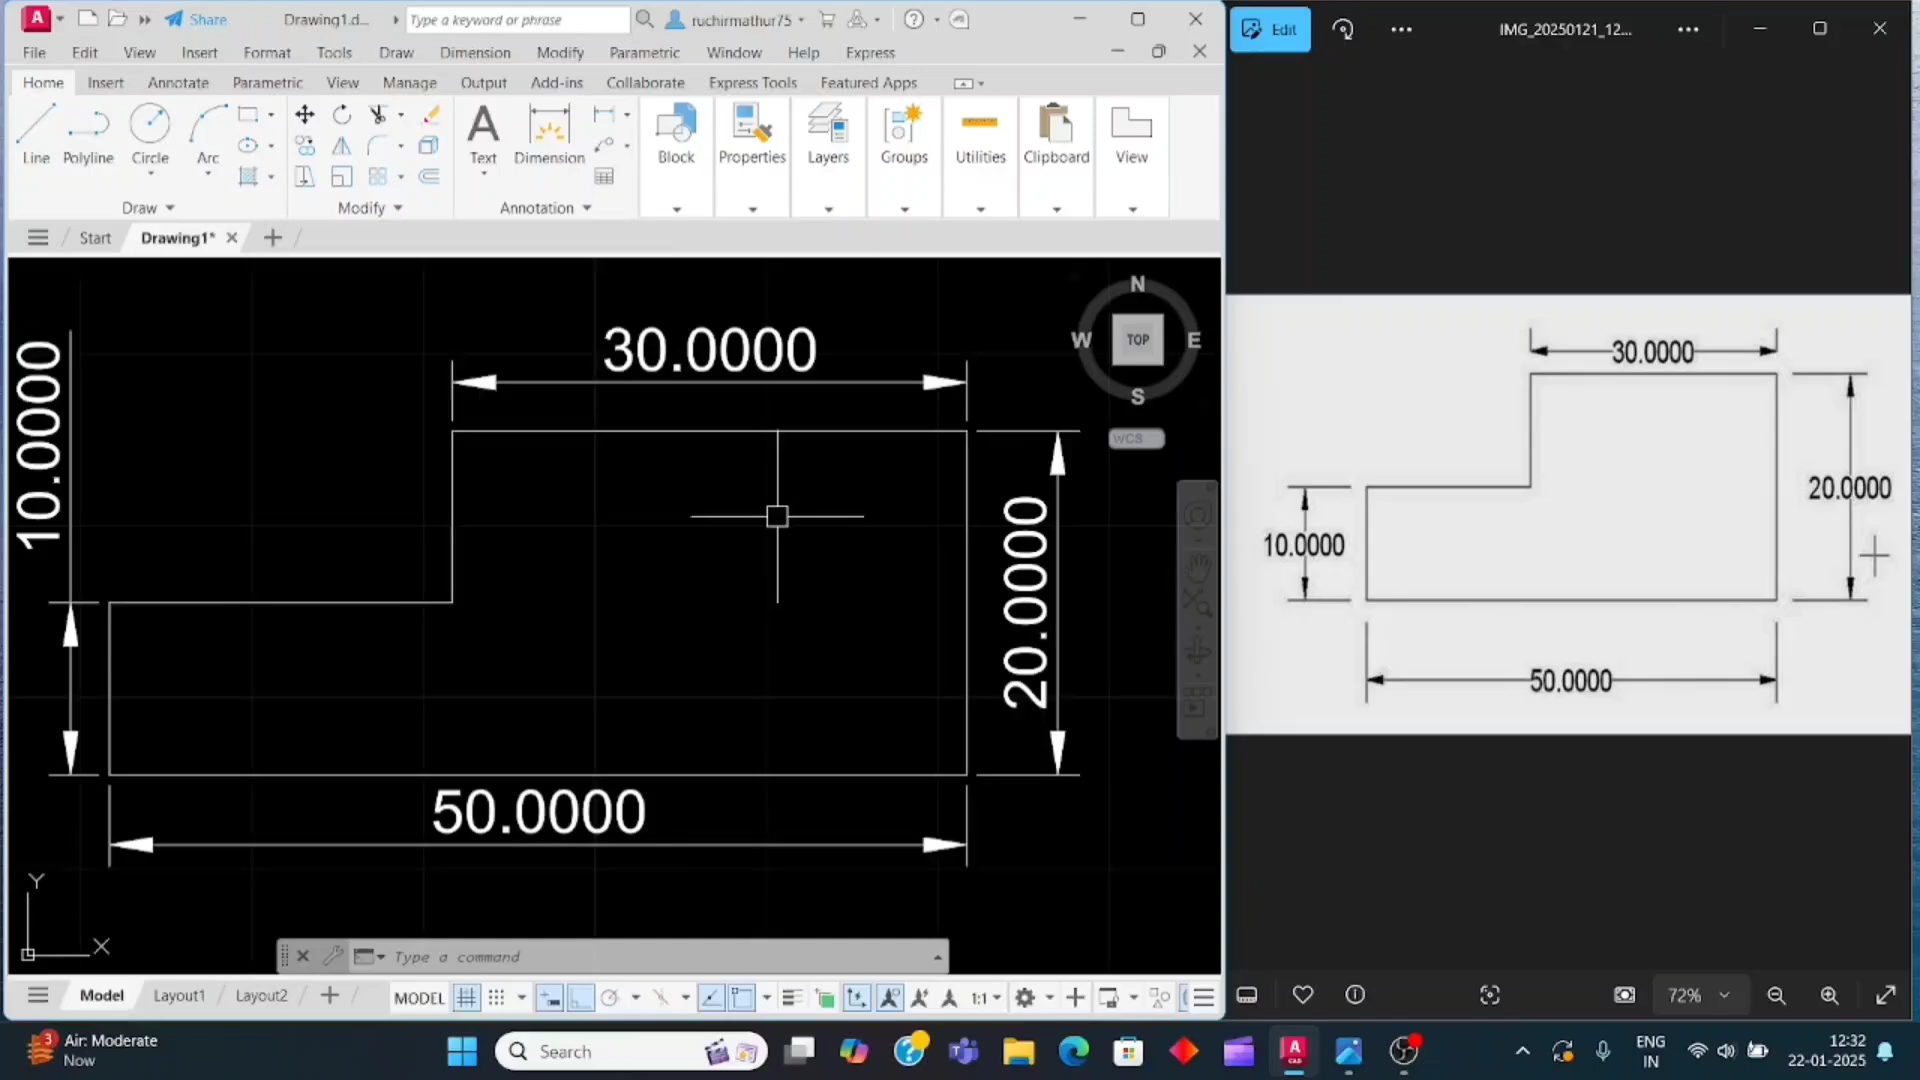 Share
Drawing1.d...
Type a keyword or phrase
ruchirmathur75
File Edit View Insert Format Tools Draw Dimension Modify Parametric Window Help Express
Home Insert Annotate Parametric View Manage Output Add-ins Collaborate Express Tools Featured Apps
Line Polyline Circle Arc
Text Dimension
Block Properties Layers Groups Utilities Clipboard View
Draw Modify Annotation
Start Drawing1*
30.0000
10.0000
20.0000
50.0000
N
W TOP E
S
WCS
Y
X
Type a command
Model Layout1 Layout2
MODEL
1:1
Edit
IMG_20250121_12...
30.0000
20.0000
10.0000
50.0000
72%
3
Air: Moderate
Now
Search
A
CAD
ENG
IN
12:32
22-01-2025